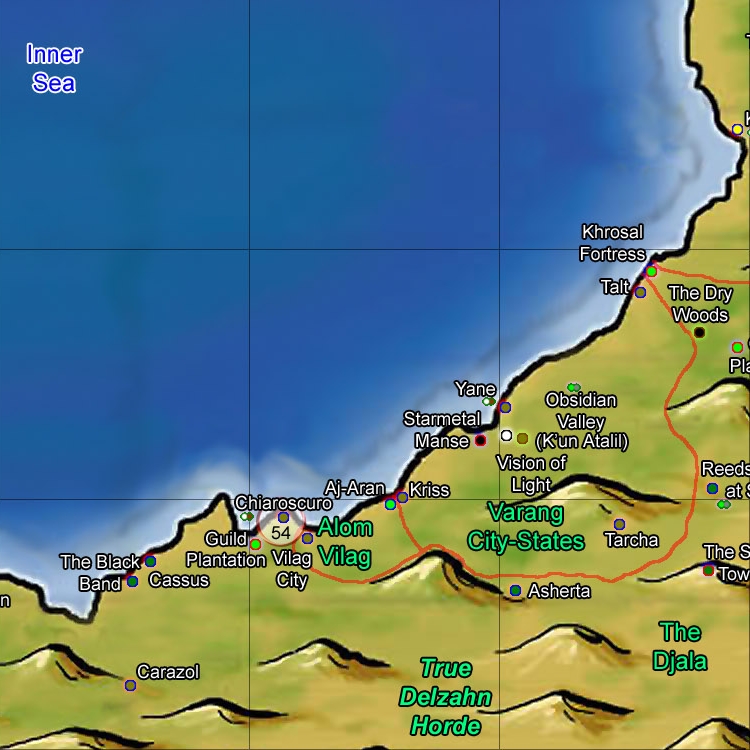 Inner
Sea
K
Khrosal
Fortress
Talt
The Dry
Woods
Pla
Yane
Obsidian
Valley
(K'un Atalil)
Starmetal
Manse
Vision of
Light
Reeds
at S
Aj-Aran
Kriss
Chiaroscuro
54
Alom
Vilag
Varang
City-States
Guild
Plantation
Vilag
City
Tarcha
The Black
Band
Cassus
The S
Tow
Asherta
n
The
Djala
Carazol
True
Delzahn
Horde